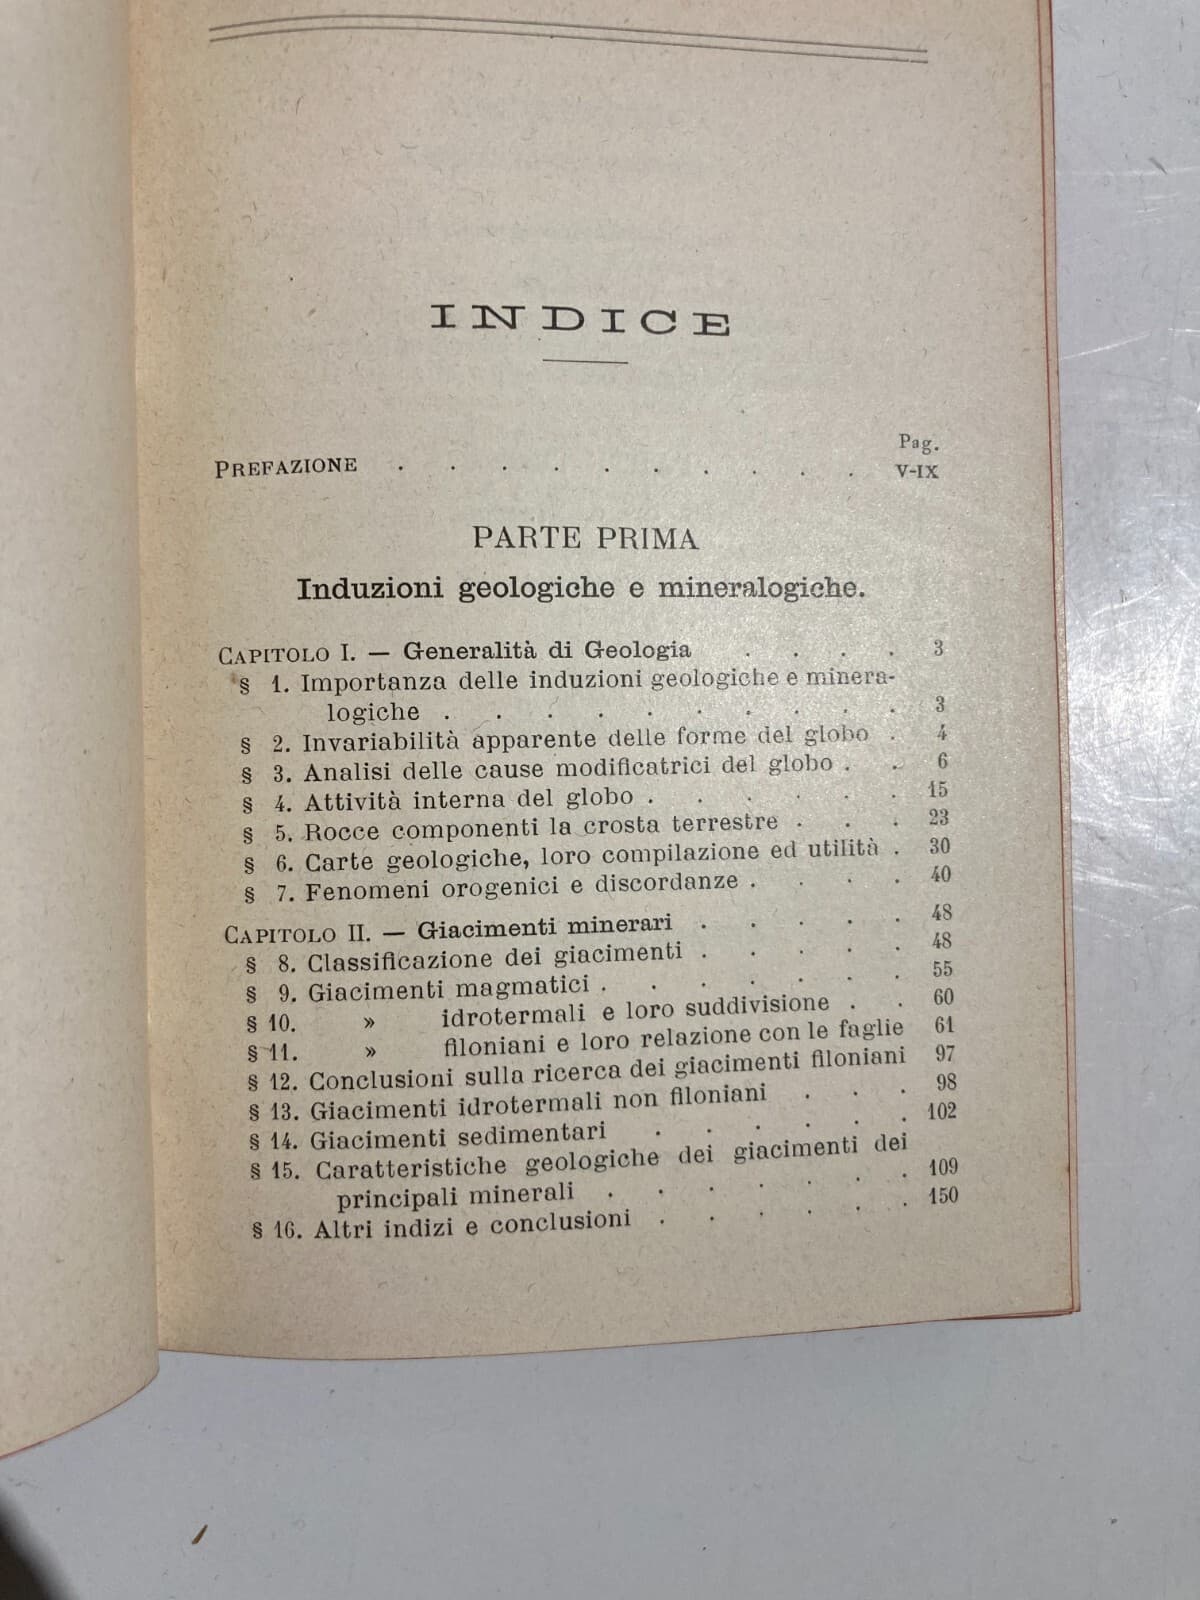 INDICE
Pag.
PREFAZIONE . . . . . . . . . . V-IX
PARTE PRIMA
Induzioni geologiche e mineralogiche.
CAPITOLO I. — Generalità di Geologia . . . . 3
§ 1. Importanza delle induzioni geologiche e minera-
logiche . . . . . . . . . . 3
§ 2. Invariabilità apparente delle forme del globo . 4
§ 3. Analisi delle cause modificatrici del globo . . 6
§ 4. Attività interna del globo . . . . . . 15
§ 5. Rocce componenti la crosta terrestre . . . 23
§ 6. Carte geologiche, loro compilazione ed utilità . 30
§ 7. Fenomeni orogenici e discordanze . . . . 40
CAPITOLO II. — Giacimenti minerari . . . . . 48
§ 8. Classificazione dei giacimenti . . . . . 48
§ 9. Giacimenti magmatici . . . . . . . 55
§ 10. » idrotermali e loro suddivisione . . 60
§ 11. » filoniani e loro relazione con le faglie 61
§ 12. Conclusioni sulla ricerca dei giacimenti filoniani 97
§ 13. Giacimenti idrotermali non filoniani . . . 98
§ 14. Giacimenti sedimentari . . . . . . 102
§ 15. Caratteristiche geologiche dei giacimenti dei
principali minerali . . . . . . . 109
§ 16. Altri indizi e conclusioni . . . . . . 150